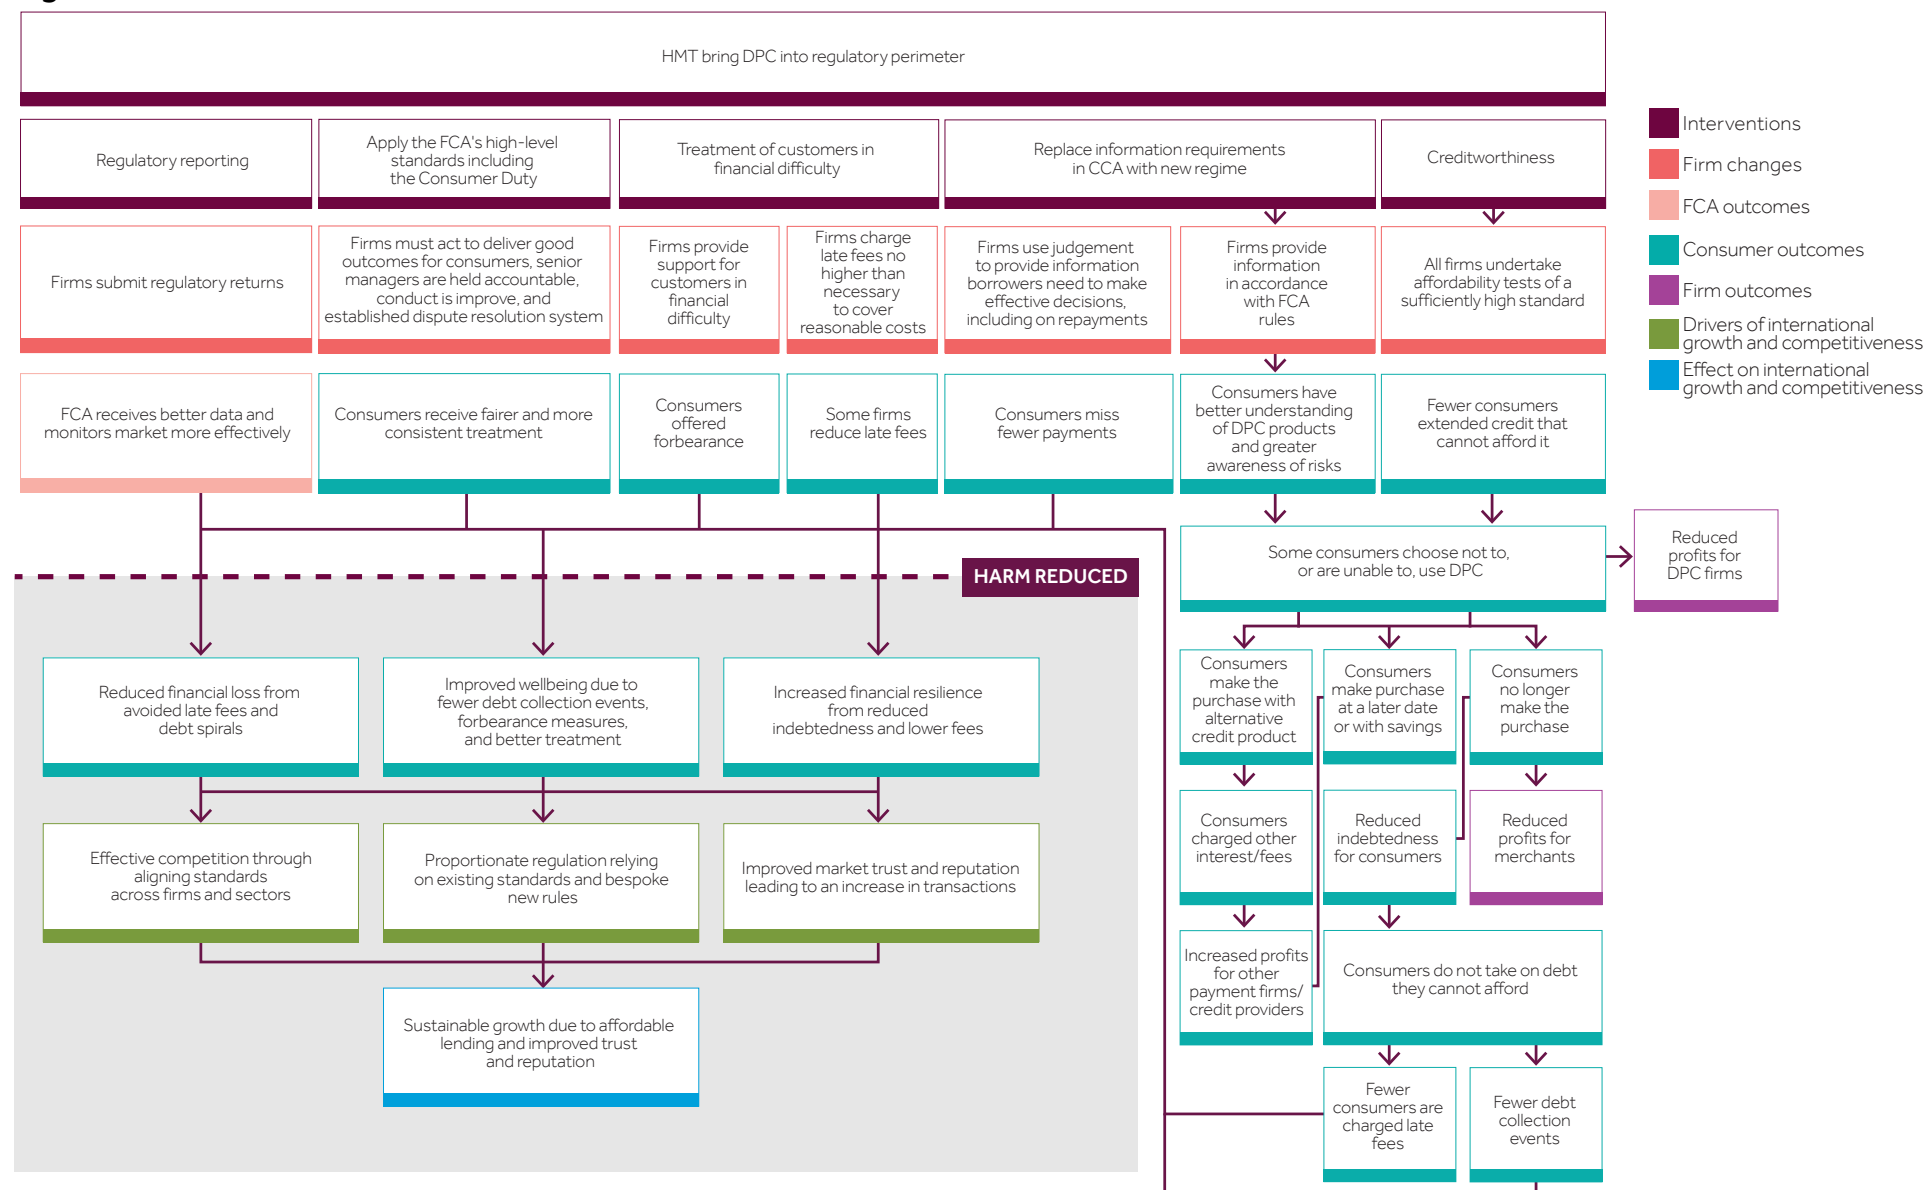 HMT bring DPC into regulatory perimeter
Regulatory reporting
Apply the FCA's high-level
standards including
the Consumer Duty
Treatment of customers in
financial difficulty
Replace information requirements
in CCA with new regime
Creditworthiness
Firms submit regulatory returns
Firms must act to deliver good
outcomes for consumers, senior
managers are held accountable,
conduct is improve, and
established dispute resolution system
Firms provide
support for
customers in
financial
difficulty
Firms charge
late fees no
higher than
necessary
to cover
reasonable costs
Firms use judgement
to provide information
borrowers need to make
effective decisions,
including on repayments
Firms provide
information
in accordance
with FCA
rules
All firms undertake
affordability tests of a
sufficiently high standard
FCA receives better data and
monitors market more effectively
Consumers receive fairer and more
consistent treatment
Consumers
offered
forbearance
Some firms
reduce late fees
Consumers miss
fewer payments
Consumers have
better understanding
of DPC products
and greater
awareness of risks
Fewer consumers
extended credit that
cannot afford it
Interventions
Firm changes
FCA outcomes
Consumer outcomes
Firm outcomes
Drivers of international
growth and competitiveness
Effect on international
growth and competitiveness
Some consumers choose not to,
or are unable to, use DPC
Reduced
profits for
DPC firms
HARM REDUCED
Reduced financial loss from
avoided late fees and
debt spirals
Improved wellbeing due to
fewer debt collection events,
forbearance measures,
and better treatment
Increased financial resilience
from reduced
indebtedness and lower fees
Effective competition through
aligning standards
across firms and sectors
Proportionate regulation relying
on existing standards and bespoke
new rules
Improved market trust and reputation
leading to an increase in transactions
Sustainable growth due to affordable
lending and improved trust
and reputation
Consumers
make the
purchase with
alternative
credit product
Consumers
make purchase
at a later date
or with savings
Consumers
no longer
make the
purchase
Consumers
charged other
interest/fees
Reduced
indebtedness
for consumers
Reduced
profits for
merchants
Increased profits
for other
payment firms/
credit providers
Consumers do not take on debt
they cannot afford
Fewer
consumers are
charged late
fees
Fewer debt
collection
events